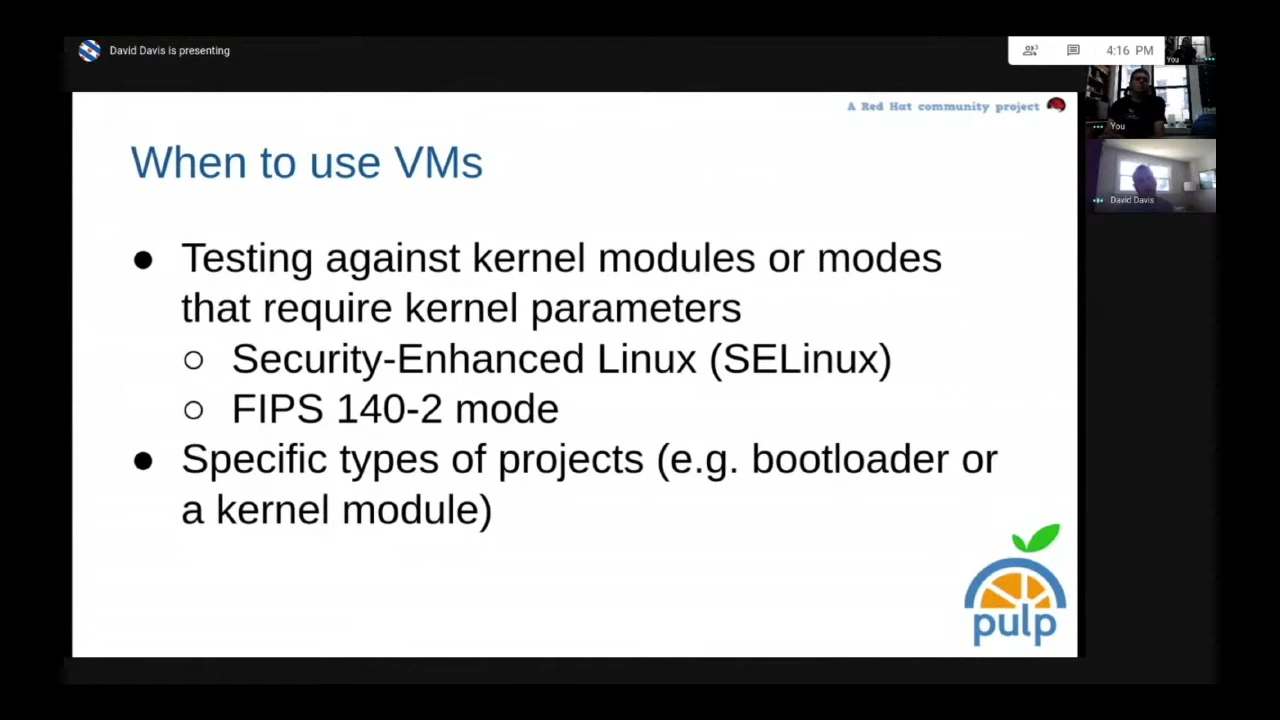 David Davis is presenting
3
4:16 PM
You
You
David Davis
A Red Hat community project
When to use VMs
● Testing against kernel modules or modes
that require kernel parameters
○ Security-Enhanced Linux (SELinux)
○ FIPS 140-2 mode
● Specific types of projects (e.g. bootloader or
a kernel module)
pulp